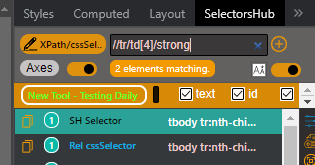 Styles Computed Layout SelectorsHub
XPath/cssSel.. //tr/td[4]/strong
Axes 2 elements matching.
New Tool - Testing Daily text id
1 SH Selector tbody tr:nth-chi...
1 Rel cssSelector tbody tr:nth-chi...